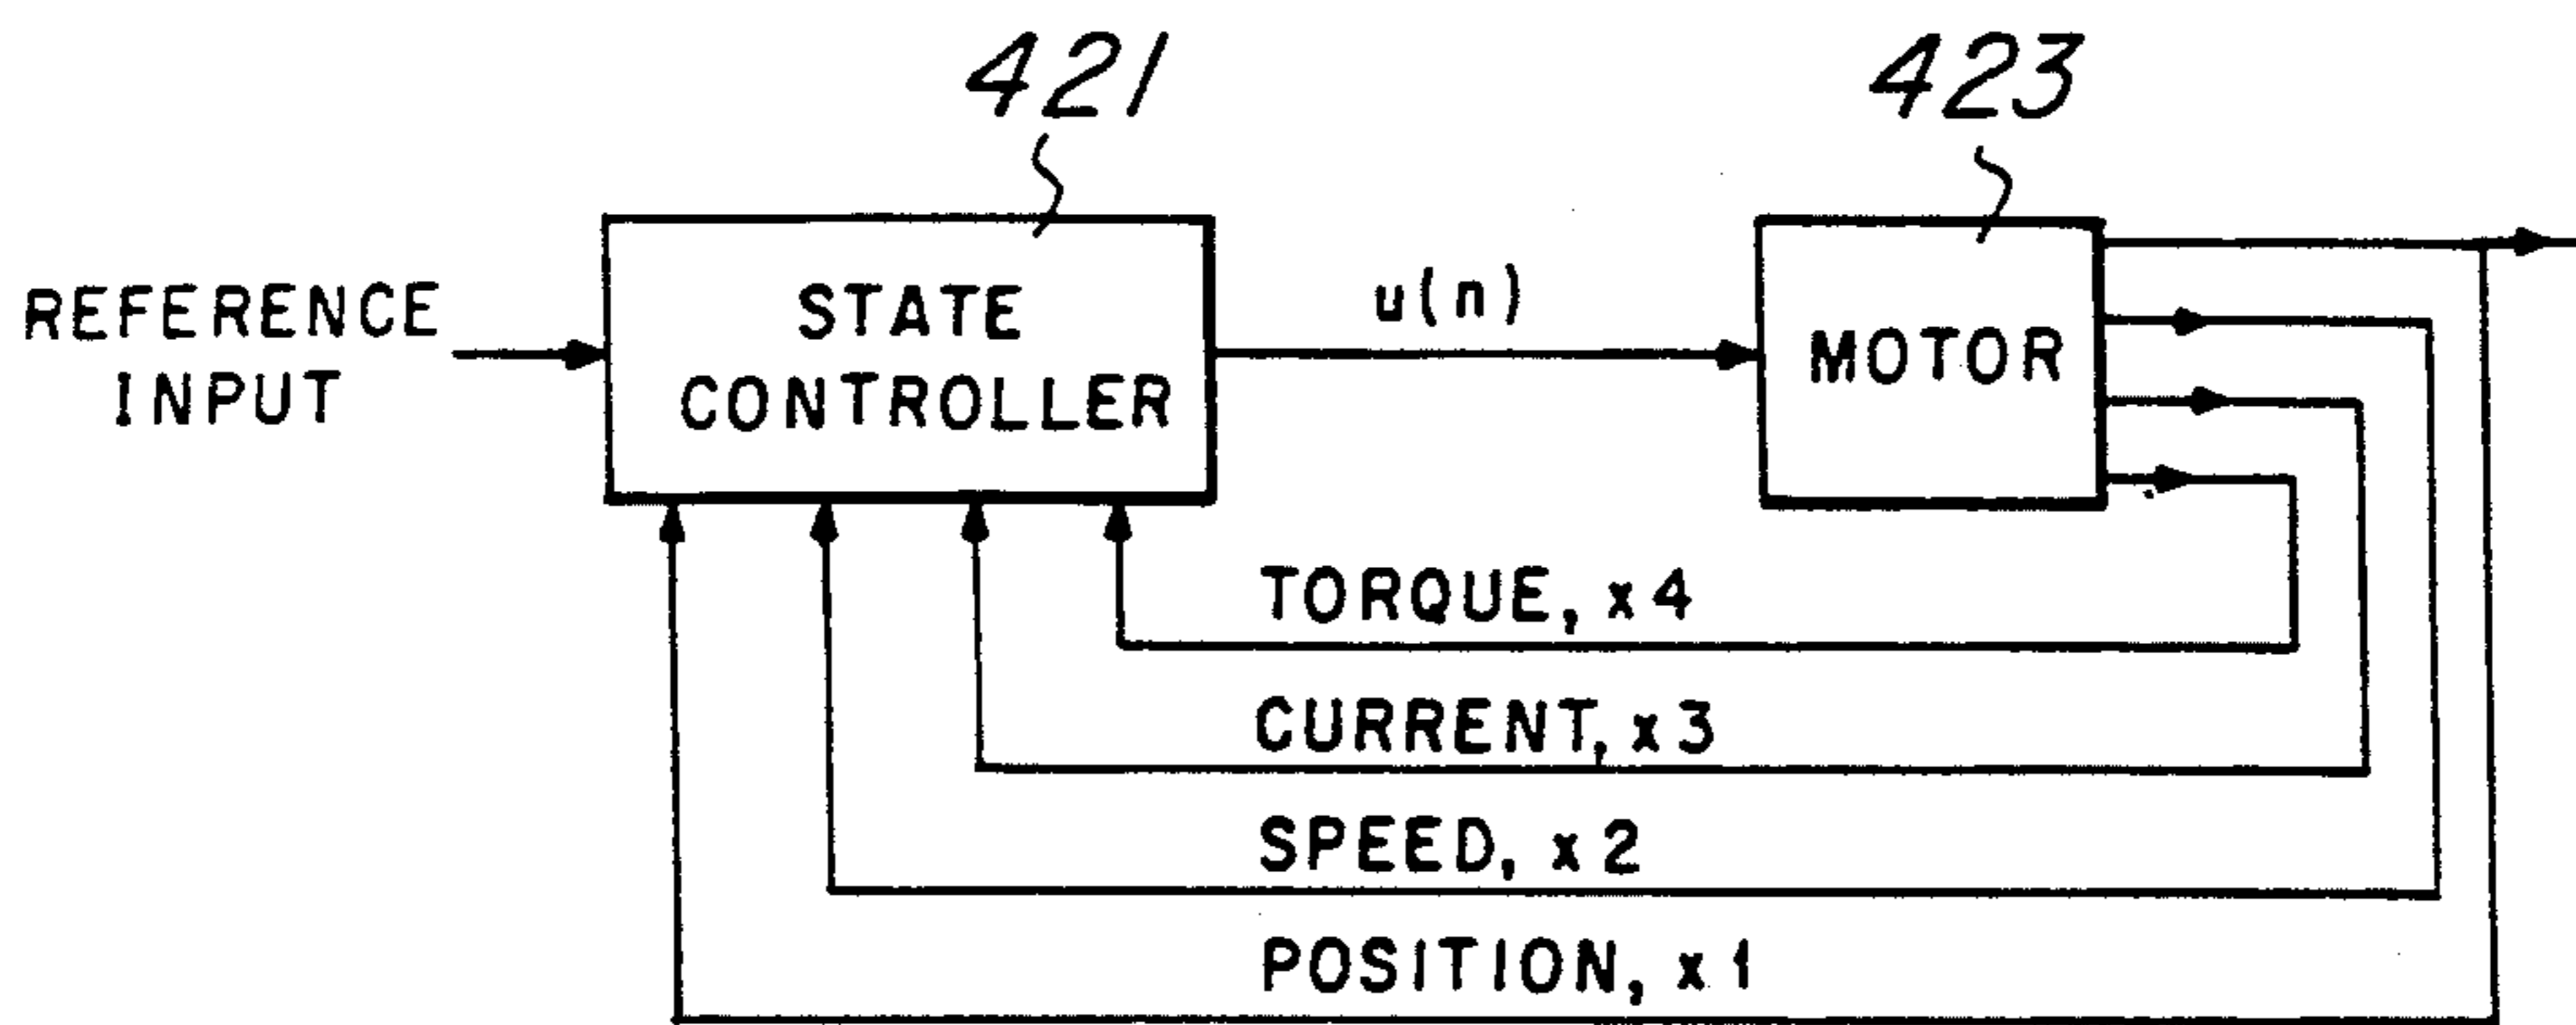 421
423
REFERENCE
INPUT
STATE
CONTROLLER
u(n)
MOTOR
TORQUE, x4
CURRENT, x3
SPEED, x2
POSITION, x1